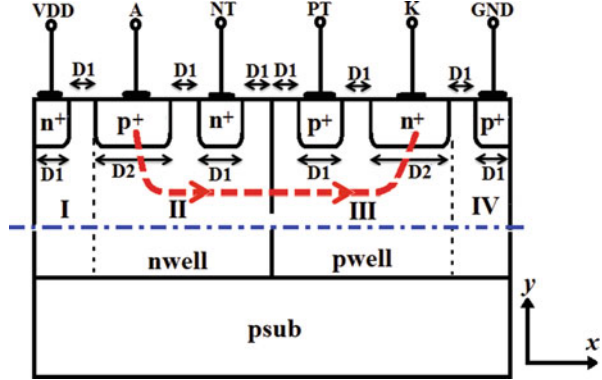 VDD A NT PT K GND
D1 D1 D1 D1 D1 D1
n+ p+ n+ p+ n+ p+
D1 D2 D1 D1 D2 D1
I II III IV
nwell pwell
psub
y
x